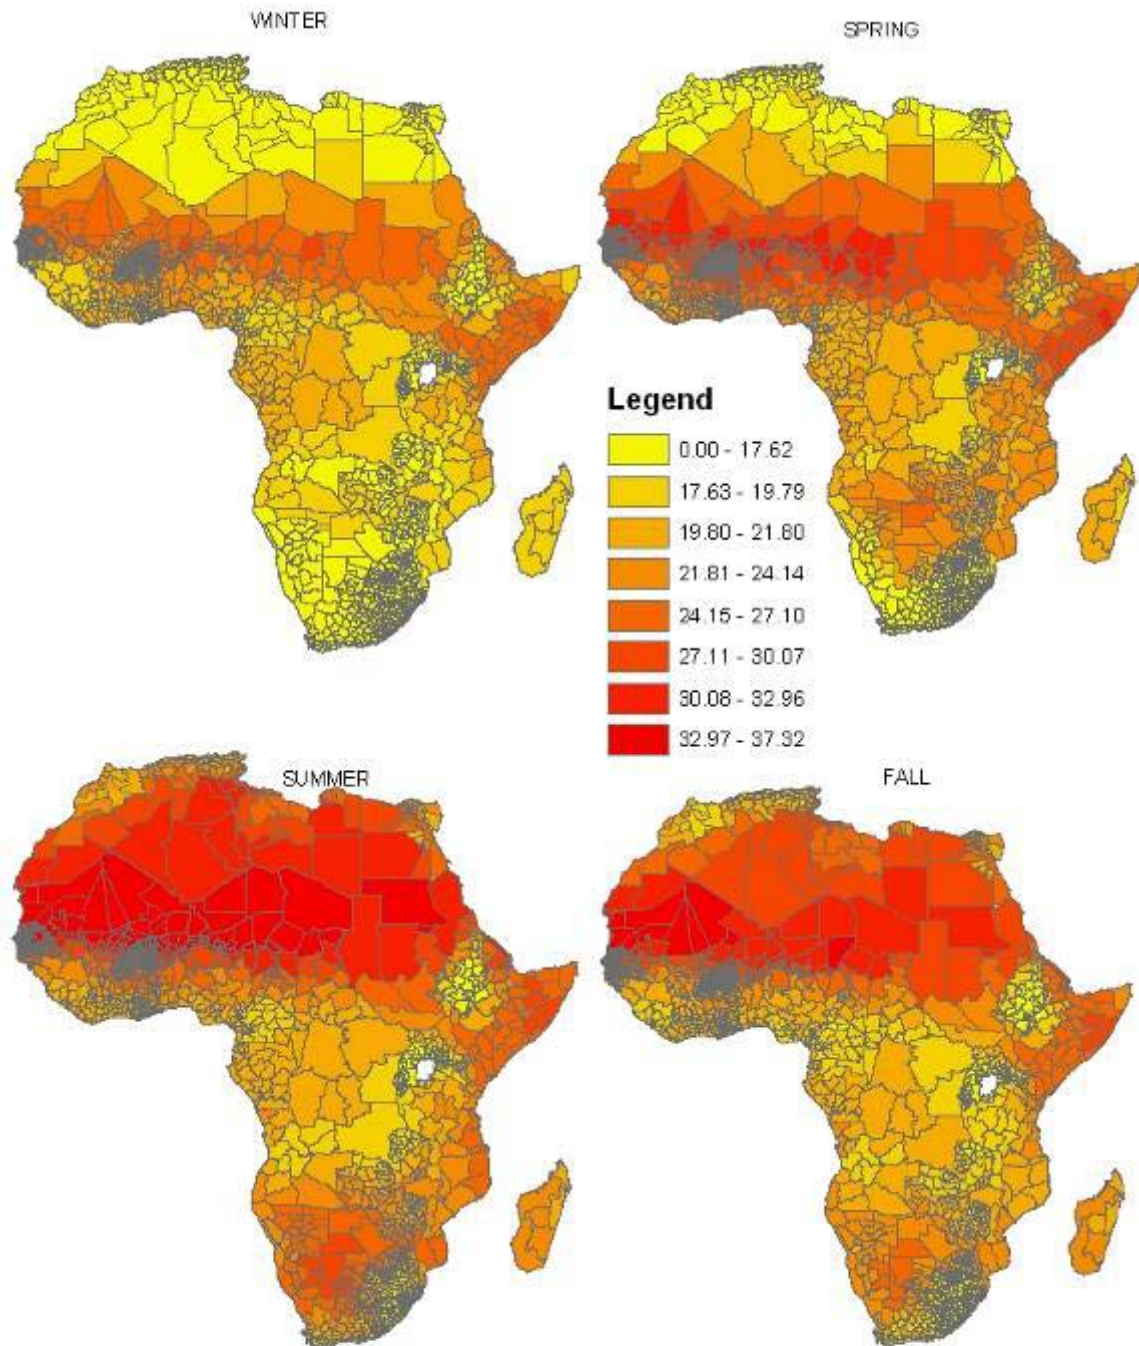 WINTER
SPRING
Legend
0.00 - 17.62
17.63 - 19.79
19.80 - 21.80
21.81 - 24.14
24.15 - 27.10
27.11 - 30.07
30.08 - 32.96
32.97 - 37.32
SUMMER
FALL